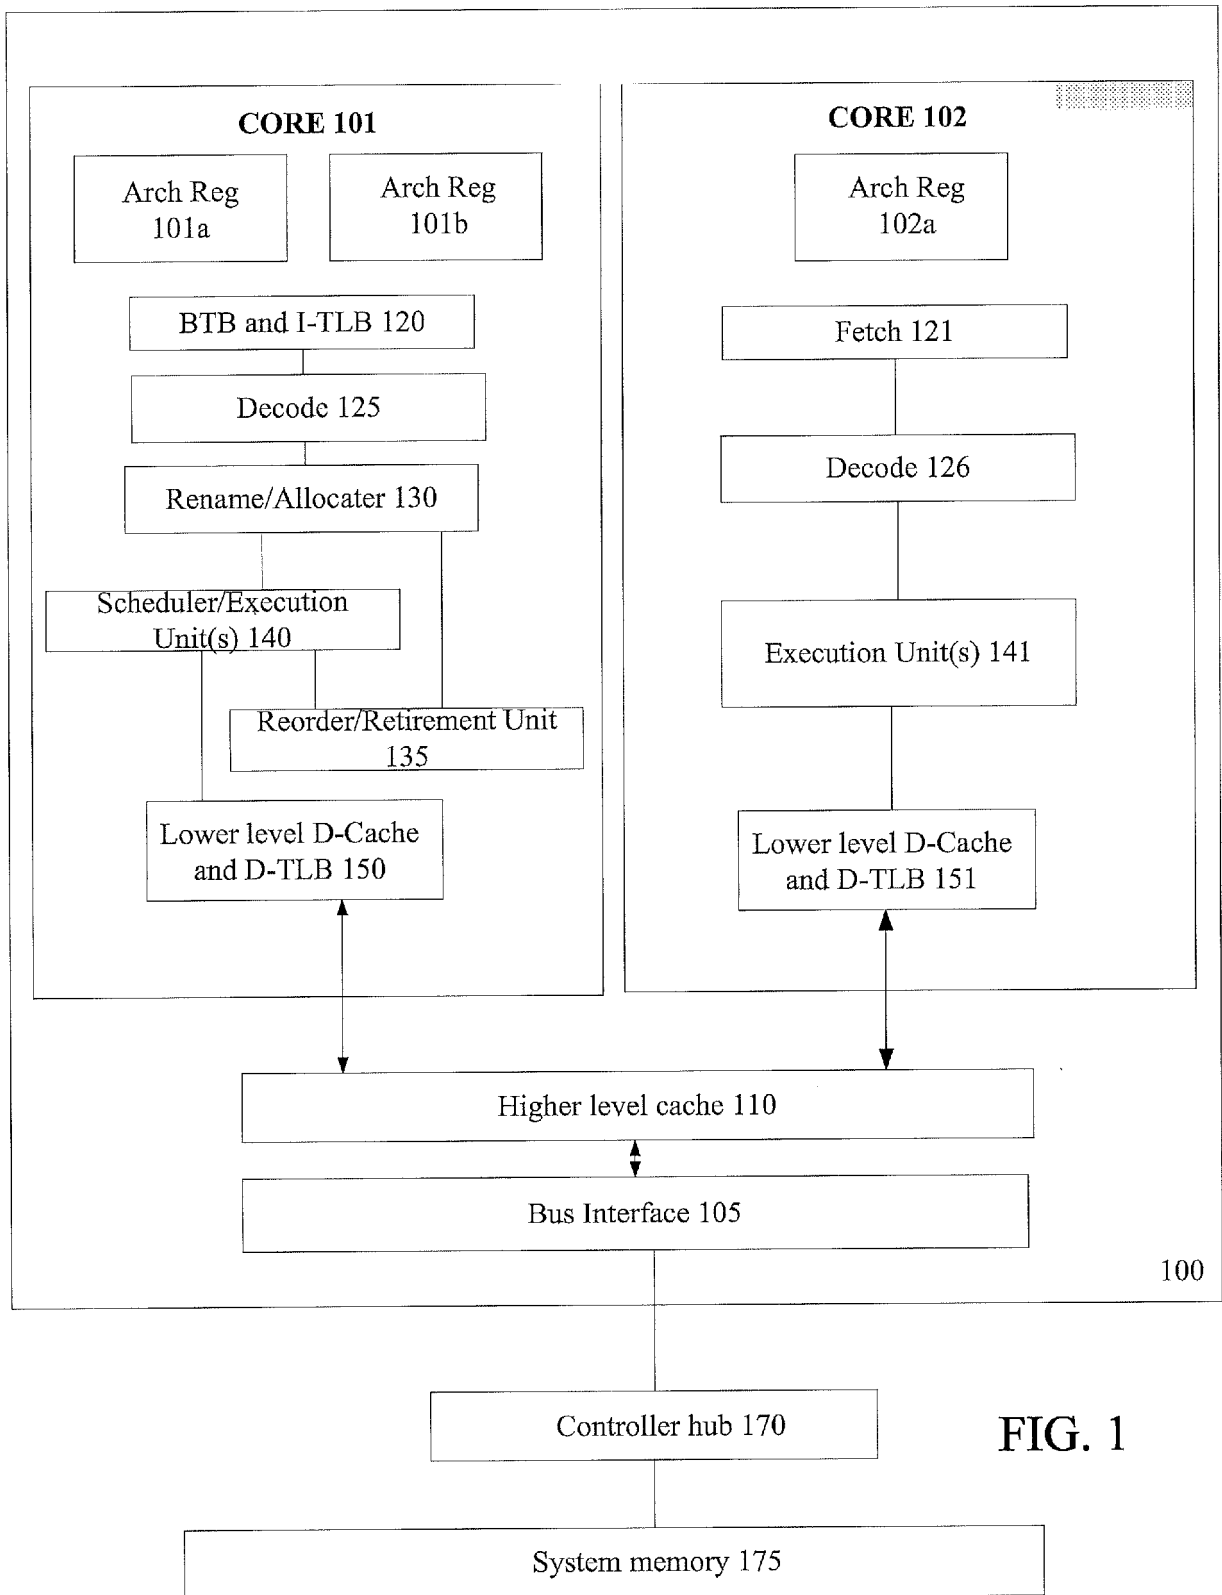 CORE 101
Arch Reg
101a
Arch Reg
101b
BTB and I-TLB 120
Decode 125
Rename/Allocater 130
Scheduler/Execution
Unit(s) 140
Reorder/Retirement Unit
135
Lower level D-Cache
and D-TLB 150
CORE 102
Arch Reg
102a
Fetch 121
Decode 126
Execution Unit(s) 141
Lower level D-Cache
and D-TLB 151
Higher level cache 110
Bus Interface 105
100
Controller hub 170
FIG. 1
System memory 175